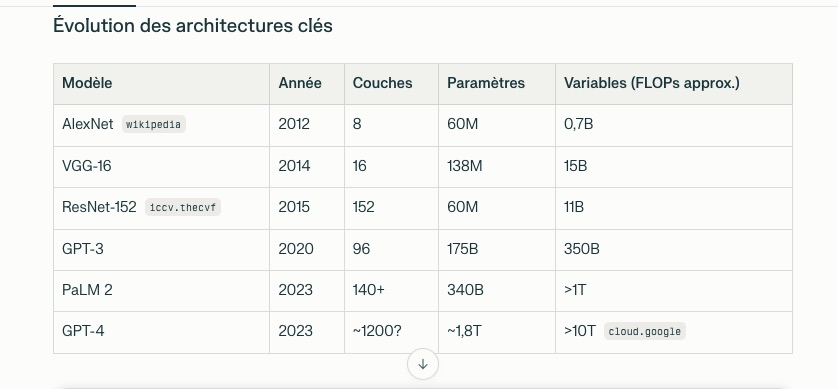 Évolution des architectures clés
Modèle Année Couches Paramètres Variables (FLOPs approx.)
AlexNet wikipedia 2012 8 60M 0,7B
VGG-16 2014 16 138M 15B
ResNet-152 iccv.thecvf 2015 152 60M 11B
GPT-3 2020 96 175B 350B
PaLM 2 2023 140+ 340B >1T
GPT-4 2023 ~1200? ~1,8T >10T cloud.google